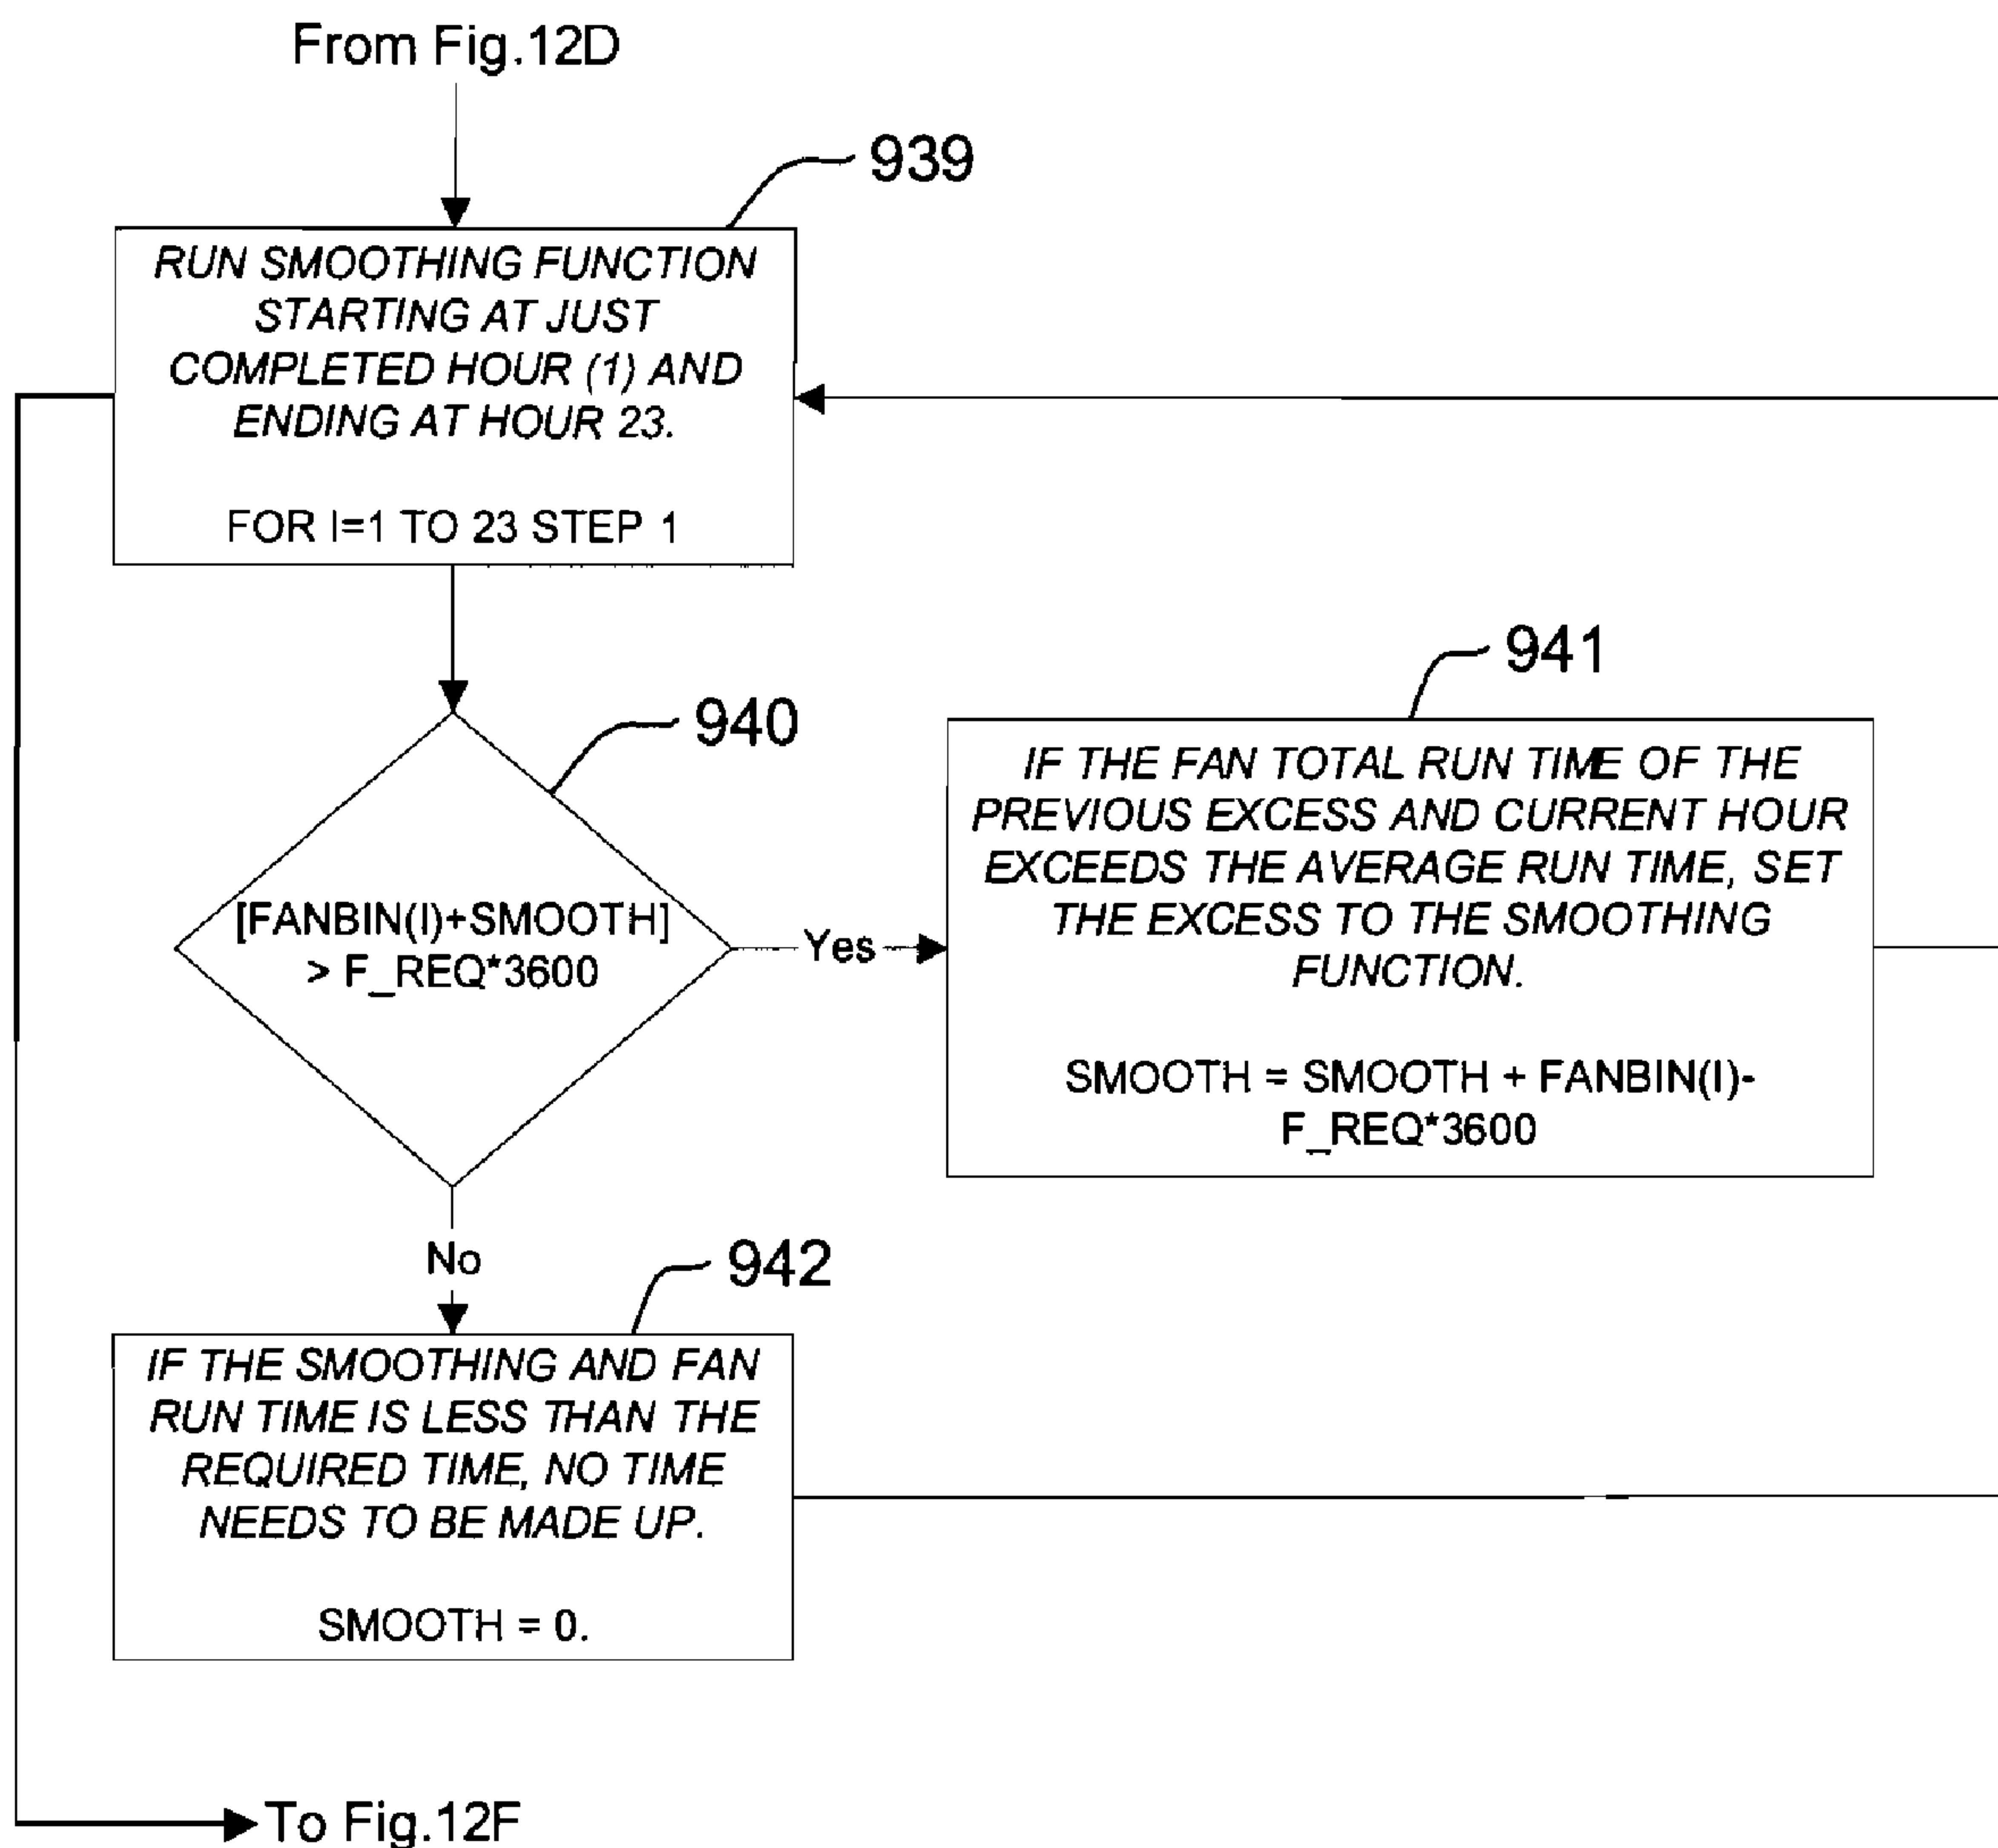 From Fig.12D
939
RUN SMOOTHING FUNCTION
STARTING AT JUST
COMPLETED HOUR (1) AND
ENDING AT HOUR 23.
FOR I=1 TO 23 STEP 1
940
[FANBIN(I)+SMOOTH]
> F_REQ*3600
Yes
941
IF THE FAN TOTAL RUN TIME OF THE
PREVIOUS EXCESS AND CURRENT HOUR
EXCEEDS THE AVERAGE RUN TIME, SET
THE EXCESS TO THE SMOOTHING
FUNCTION.
SMOOTH = SMOOTH + FANBIN(I)-
F_REQ*3600
No
942
IF THE SMOOTHING AND FAN
RUN TIME IS LESS THAN THE
REQUIRED TIME, NO TIME
NEEDS TO BE MADE UP.
SMOOTH = 0.
To Fig.12F